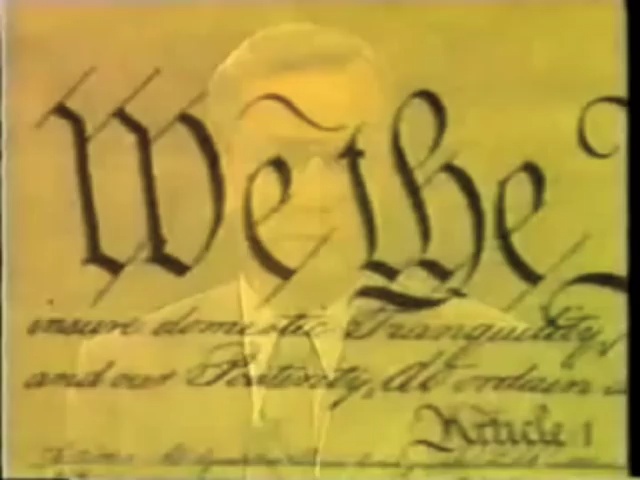 We the
insure domestic Tranquility,
and our Posterity, do ordain
Article 1